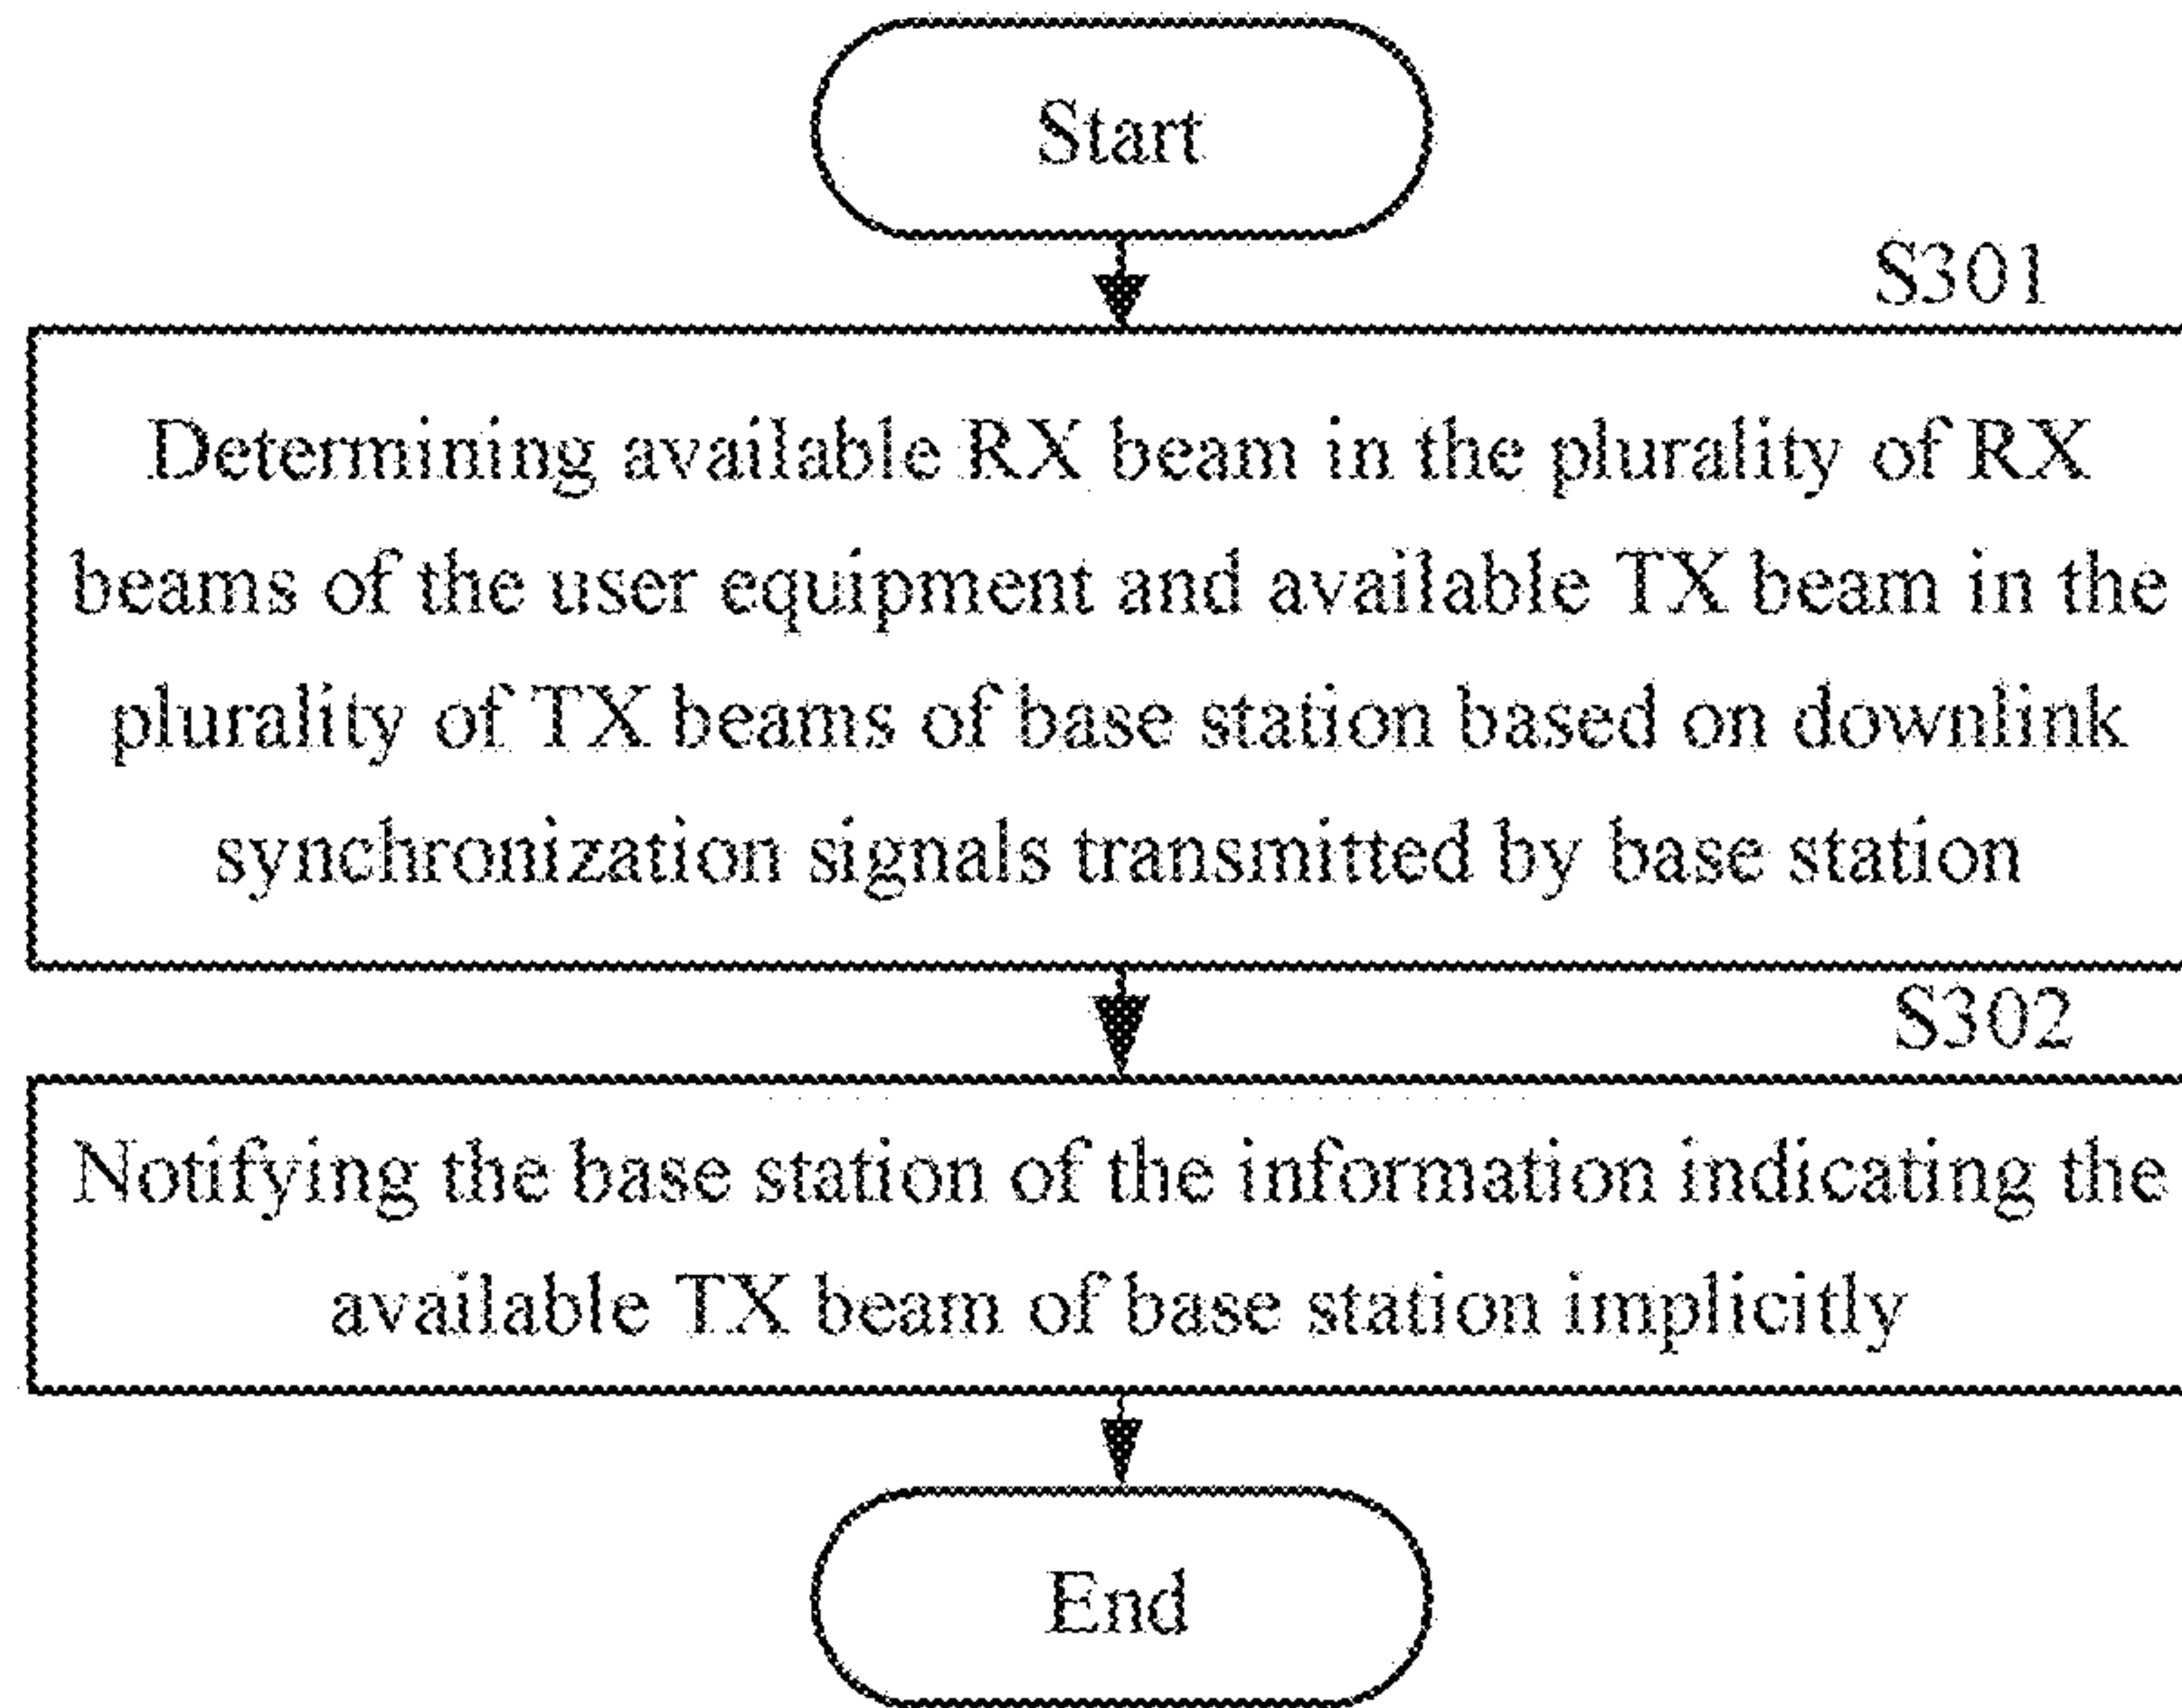 Start
S301
Determining available RX beam in the plurality of RX
beams of the user equipment and available TX beam in the
plurality of TX beams of base station based on downlink
synchronization signals transmitted by base station
S302
Notifying the base station of the information indicating the
available TX beam of base station implicitly
End